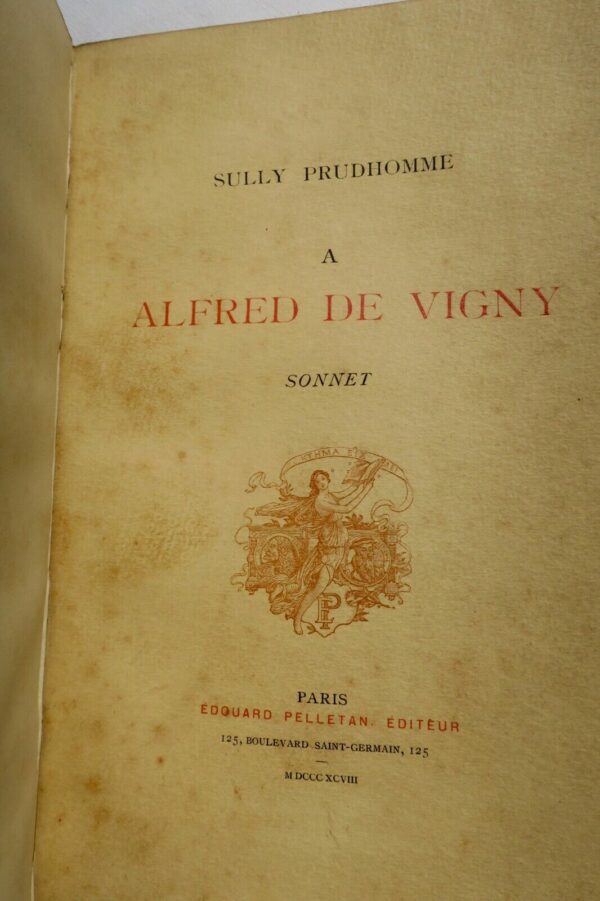 SULLY PRUDHOMME
A
ALFRED DE VIGNY
SONNET
PARIS
ÉDOUARD PELLETAN, ÉDITEUR
125, BOULEVARD SAINT-GERMAIN, 125
M DCCC XCVIII